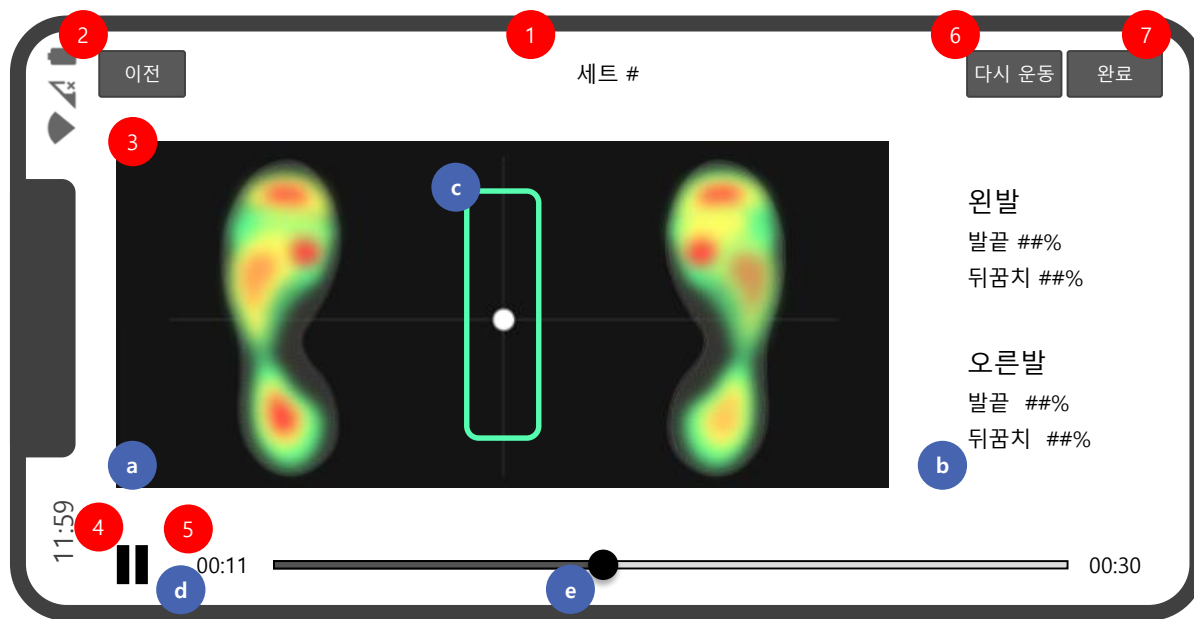 2
1
6
7
이전
세트 #
다시 운동
완료
3
c
왼발
발끝 ##%
뒤꿈치 ##%
오른발
발끝 ##%
뒤꿈치 ##%
a
b
11:59
4
5
00:11
00:30
d
e